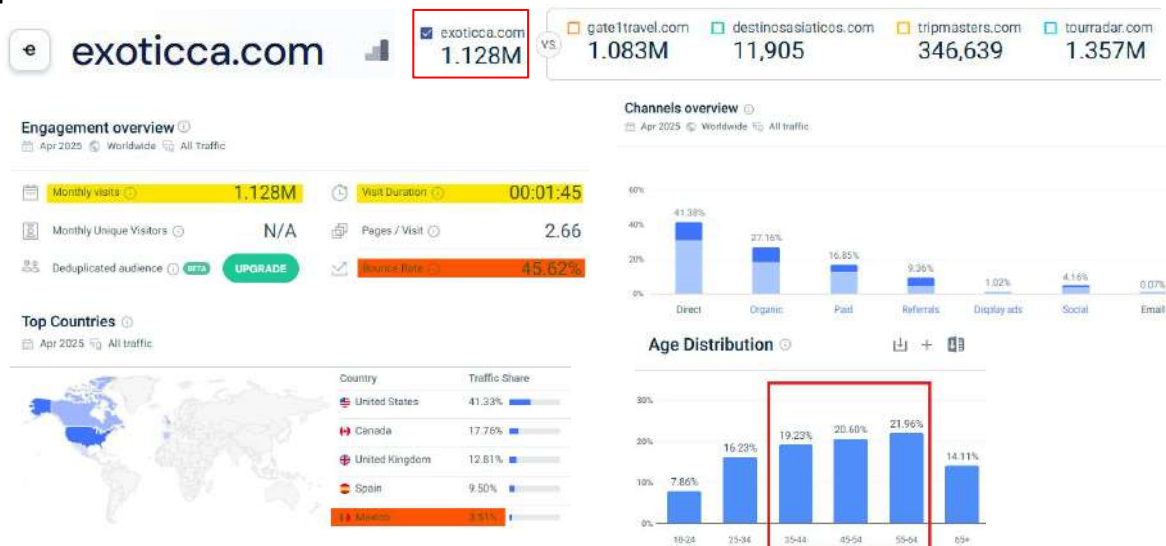 e exoticca.com
exoticca.com
1.128M
VS.
gate1travel.com
1.083M
destinosasiaticos.com
11,905
tripmasters.com
346,639
tourradar.com
1.357M
Engagement overview
Apr 2025 Worldwide All Traffic
Monthly visits 1.128M
Visit Duration 00:01:45
Monthly Unique Visitors N/A
Pages / Visit 2.66
Deduplicated audience BETA UPGRADE
Bounce Rate 45.62%
Top Countries
Apr 2025 All traffic
Country Traffic Share
United States 41.33%
Canada 17.76%
United Kingdom 12.81%
Spain 9.50%
Mexico 3.51%
Channels overview
Apr 2025 Worldwide All traffic
60%
40%
20%
0%
41.38%
27.16%
16.85%
9.36%
1.02%
4.16%
0.07%
Direct Organic Paid Referrals Display ads Social Email
Age Distribution
30%
20%
10%
0%
7.86%
16.23%
19.23%
20.60%
21.96%
14.11%
18-24 25-34 35-44 45-54 55-64 65+